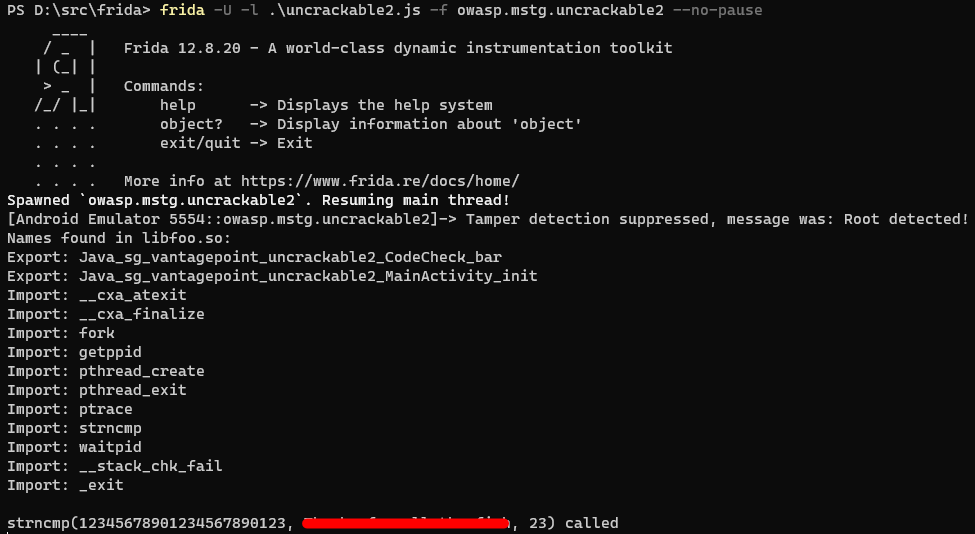 PS D:\src\frida> frida -U -l .\uncrackable2.js -f owasp.mstg.uncrackable2 --no-pause
     ____
    / _  |   Frida 12.8.20 - A world-class dynamic instrumentation toolkit
   | (_| |
    > _  |   Commands:
   /_/ |_|       help      -> Displays the help system
   . . . .       object?   -> Display information about 'object'
   . . . .       exit/quit -> Exit
   . . . .
   . . . .   More info at https://www.frida.re/docs/home/
Spawned `owasp.mstg.uncrackable2`. Resuming main thread!
[Android Emulator 5554::owasp.mstg.uncrackable2]-> Tamper detection suppressed, message was: Root detected!
Names found in libfoo.so:
Export: Java_sg_vantagepoint_uncrackable2_CodeCheck_bar
Export: Java_sg_vantagepoint_uncrackable2_MainActivity_init
Import: __cxa_atexit
Import: __cxa_finalize
Import: fork
Import: getppid
Import: pthread_create
Import: pthread_exit
Import: ptrace
Import: strncmp
Import: waitpid
Import: __stack_chk_fail
Import: _exit
strncmp(12345678901234567890123, , 23) called